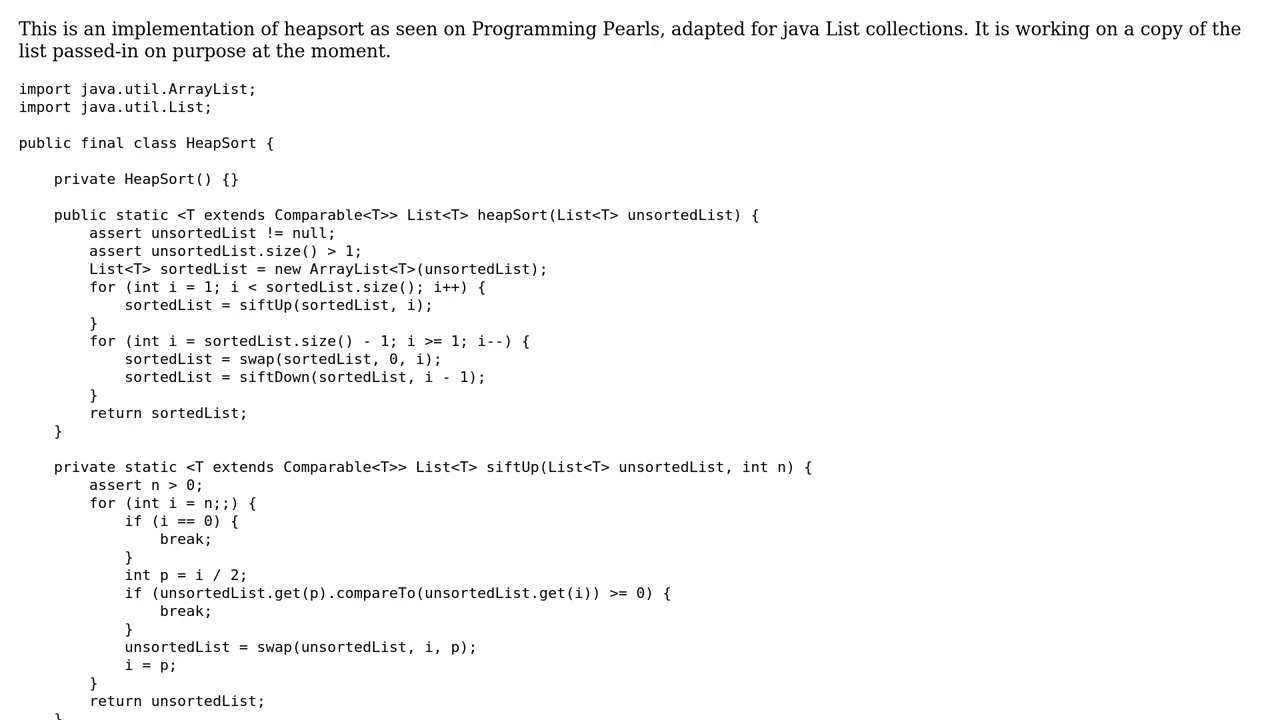 This is an implementation of heapsort as seen on Programming Pearls, adapted for java List collections. It is working on a copy of the
list passed-in on purpose at the moment.
import java.util.ArrayList;
import java.util.List;
public final class HeapSort {
    private HeapSort() {}
    public static <T extends Comparable<T>> List<T> heapSort(List<T> unsortedList) {
        assert unsortedList != null;
        assert unsortedList.size() > 1;
        List<T> sortedList = new ArrayList<T>(unsortedList);
        for (int i = 1; i < sortedList.size(); i++) {
            sortedList = siftUp(sortedList, i);
        }
        for (int i = sortedList.size() - 1; i >= 1; i--) {
            sortedList = swap(sortedList, 0, i);
            sortedList = siftDown(sortedList, i - 1);
        }
        return sortedList;
    }
    private static <T extends Comparable<T>> List<T> siftUp(List<T> unsortedList, int n) {
        assert n > 0;
        for (int i = n;;) {
            if (i == 0) {
                break;
            }
            int p = i / 2;
            if (unsortedList.get(p).compareTo(unsortedList.get(i)) >= 0) {
                break;
            }
            unsortedList = swap(unsortedList, i, p);
            i = p;
        }
        return unsortedList;
    }